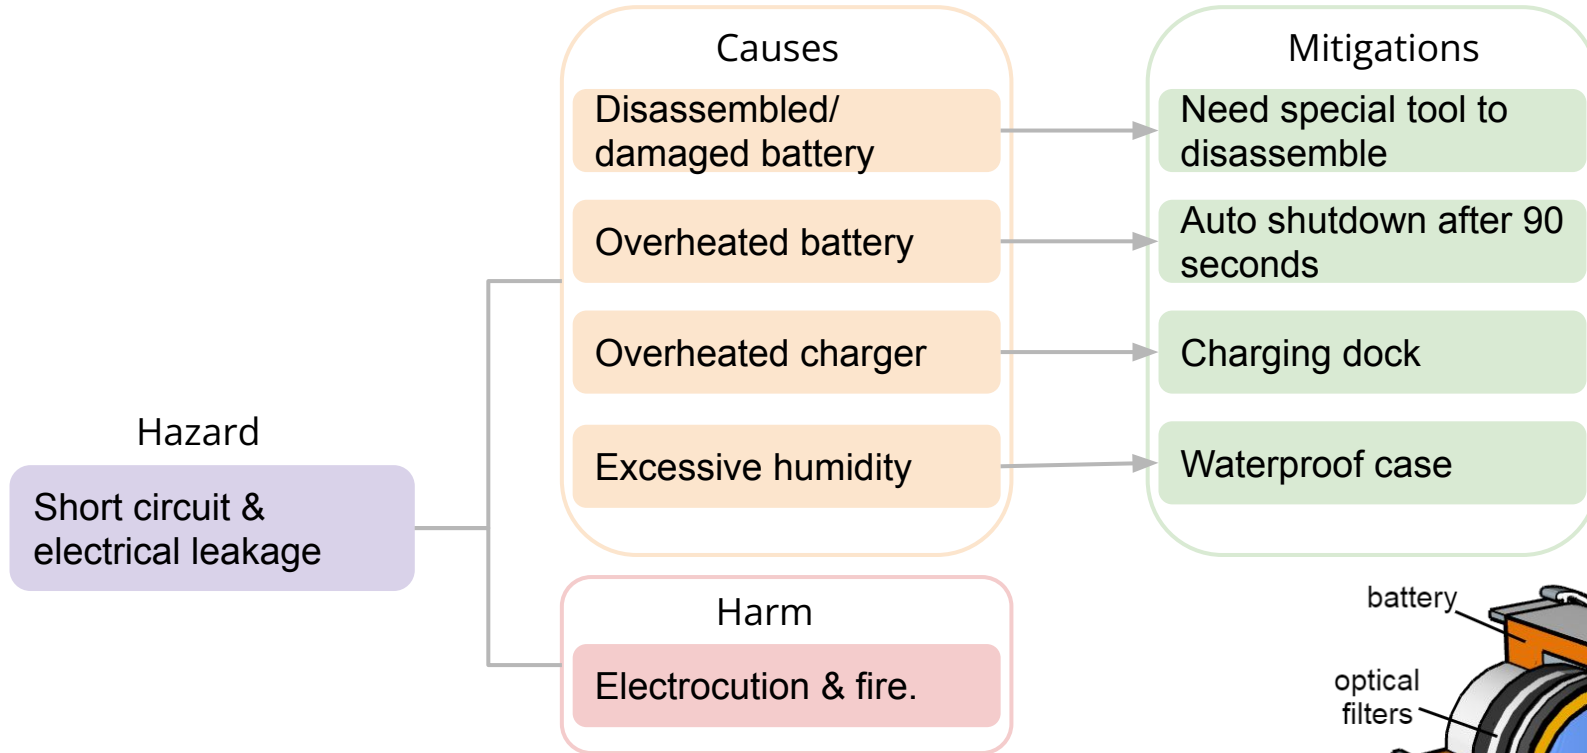 Causes
Disassembled/
damaged battery
Overheated battery
Overheated charger
Excessive humidity
Mitigations
Need special tool to
disassemble
Auto shutdown after 90
seconds
Charging dock
Waterproof case
Hazard
Short circuit &
electrical leakage
Harm
Electrocution & fire.
battery
optical
filters